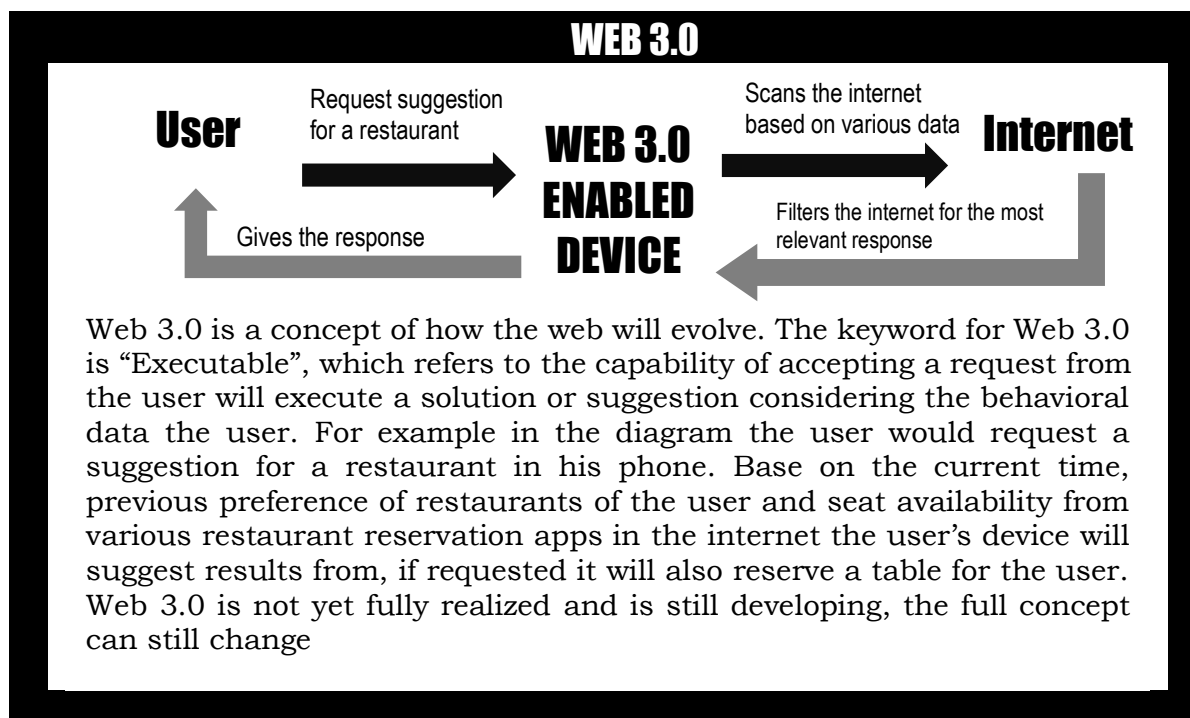 WEB 3.0
User
Request suggestion
for a restaurant
WEB 3.0
ENABLED
DEVICE
Scans the internet
based on various data
Internet
Gives the response
Filters the internet for the most
relevant response
Web 3.0 is a concept of how the web will evolve. The keyword for Web 3.0
is “Executable”, which refers to the capability of accepting a request from
the user will execute a solution or suggestion considering the behavioral
data the user. For example in the diagram the user would request a
suggestion for a restaurant in his phone. Base on the current time,
previous preference of restaurants of the user and seat availability from
various restaurant reservation apps in the internet the user’s device will
suggest results from, if requested it will also reserve a table for the user.
Web 3.0 is not yet fully realized and is still developing, the full concept
can still change